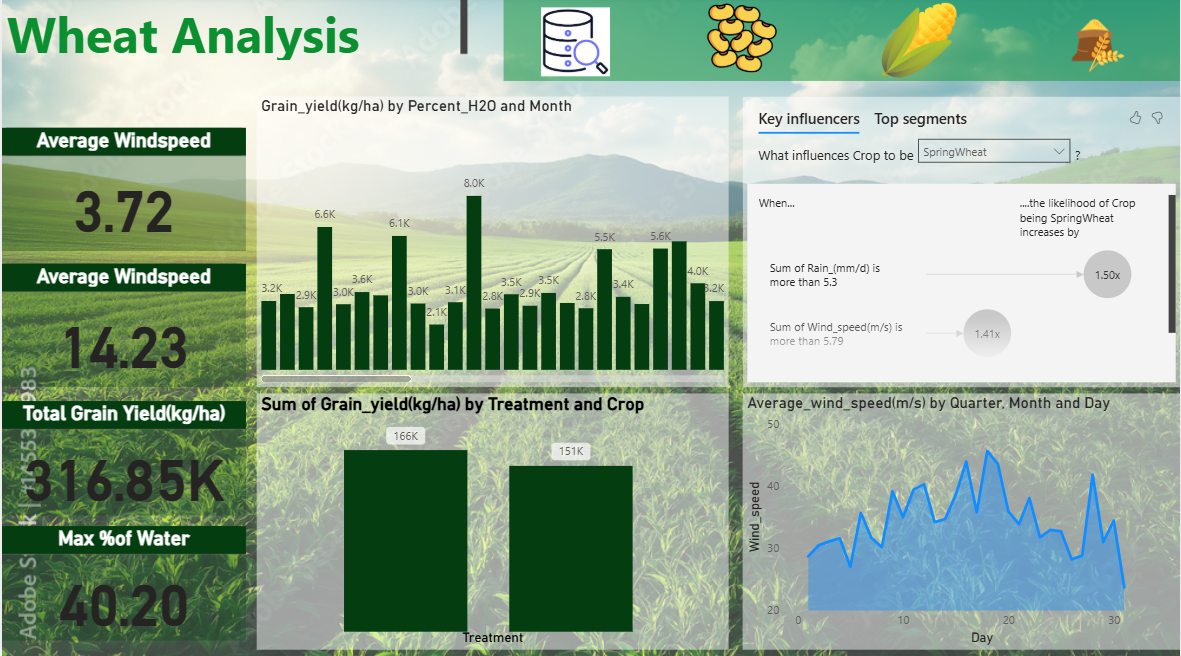 Wheat Analysis
Average Windspeed
3.72
Average Windspeed
14.23
Total Grain Yield(kg/ha)
316.85K
Max %of Water
40.20
Grain_yield(kg/ha) by Percent_H2O and Month
3.2K
2.9K
6.6K
3.0K
3.6K
6.1K
3.0K
2.1K
3.1K
8.0K
2.8K
3.5K
2.9K
3.5K
2.8K
5.5K
3.4K
5.6K
4.0K
3.2K
Key influencers Top segments
What influences Crop to be SpringWheat ?
When...
....the likelihood of Crop
being SpringWheat
increases by
Sum of Rain_(mm/d) is
more than 5.3
1.50x
Sum of Wind_speed(m/s) is
more than 5.79
1.41x
Sum of Grain_yield(kg/ha) by Treatment and Crop
166K
151K
Treatment
Average_wind_speed(m/s) by Quarter, Month and Day
Wind_speed
50
40
30
20
0 10 20 30
Day